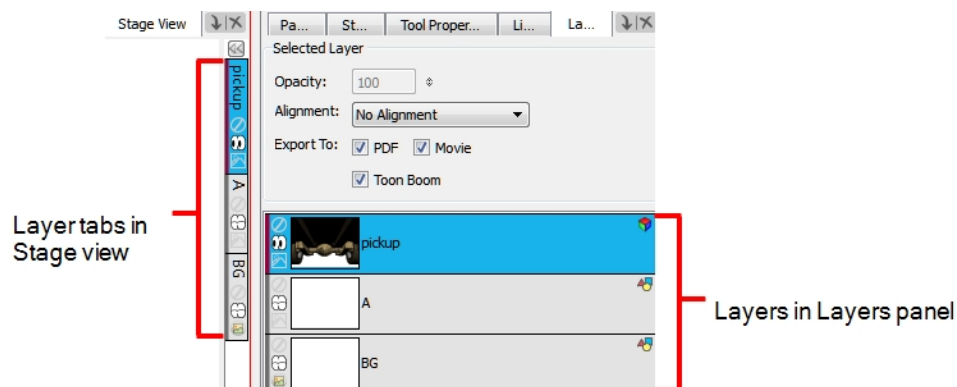 Stage View
Pa...
St...
Tool Proper...
Li...
La...
Selected Layer
Opacity:
100
Alignment:
No Alignment
Export To:
PDF
Movie
Toon Boom
pickup
A
BG
pickup
A
BG
Layer tabs in
Stage view
Layers in Layers panel